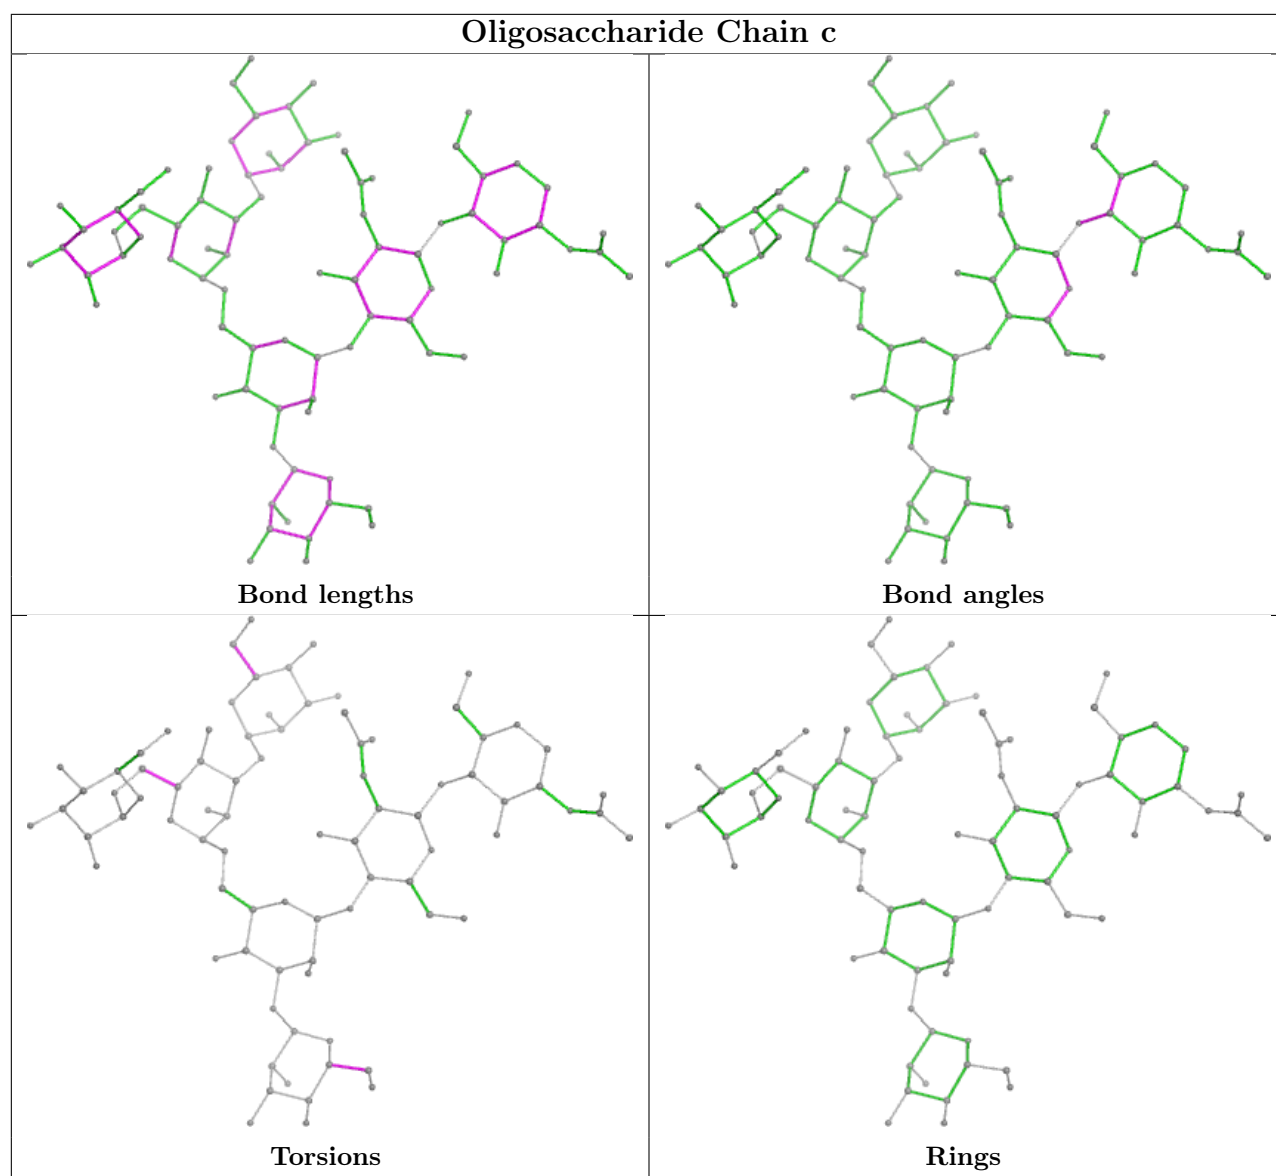 Oligosaccharide Chain c
Bond lengths
Bond angles
Torsions
Rings